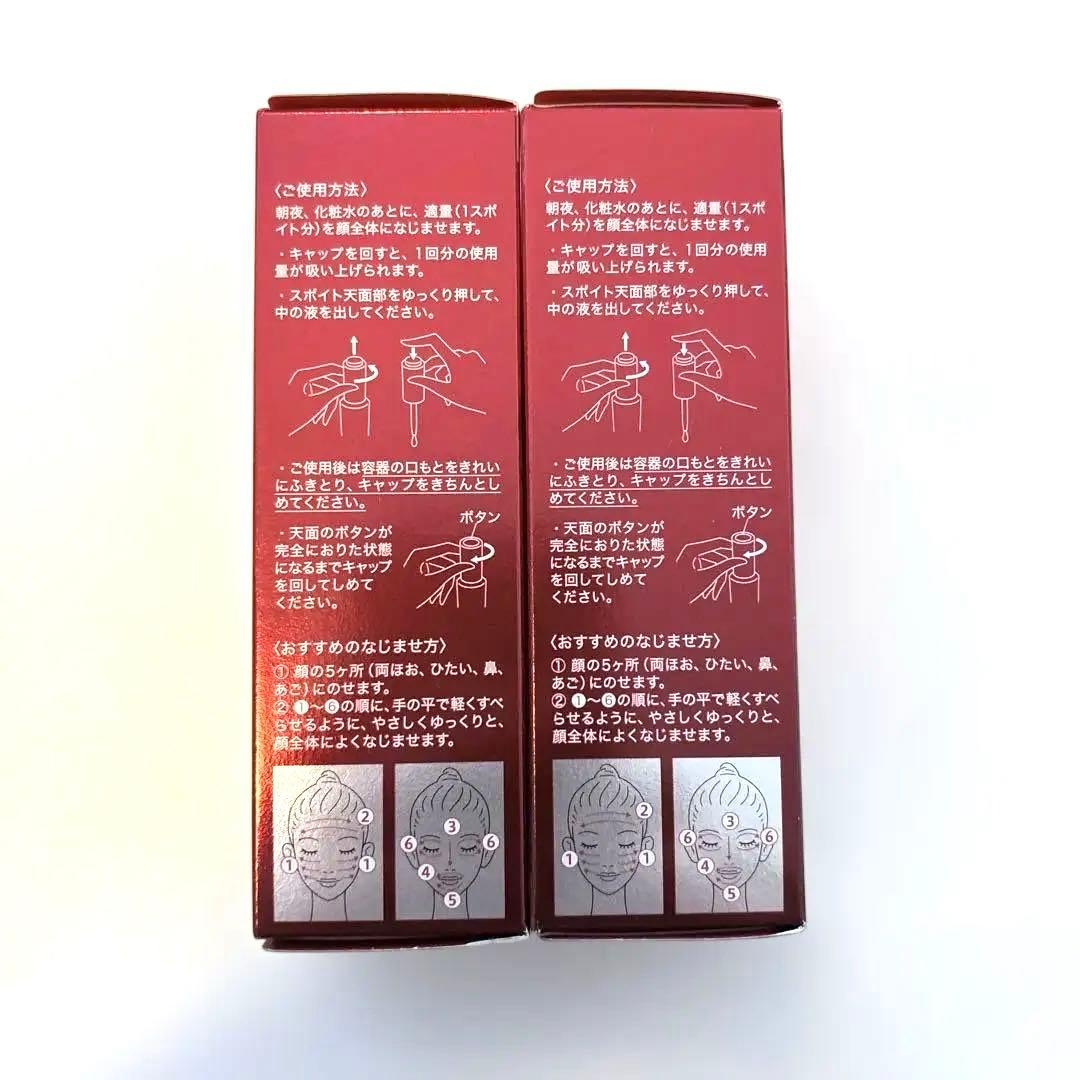 〈ご使用方法〉
朝夜、化粧水のあとに、適量(1スポ
イト分)を顔全体になじませます。
・キャップを回すと、1回分の使用
量が吸い上げられます。
・スポイト天面部をゆっくり押して、
中の液を出してください。
・ご使用後は容器の口もとをきれい
にふきとり、キャップをきちんとし
めてください。
ボタン
・天面のボタンが
完全におりた状態
になるまでキャップ
を回してしめて
ください。
〈おすすめのなじませ方〉
① 顔の5ヶ所(両ほお、ひたい、鼻、
あご)にのせます。
② ❶〜❻の順に、手の平で軽くすべ
らせるように、やさしくゆっくりと、
顔全体によくなじませます。
2
1 1
3
6 6
4
5
〈ご使用方法〉
朝夜、化粧水のあとに、適量(1スポ
イト分)を顔全体になじませます。
・キャップを回すと、1回分の使用
量が吸い上げられます。
・スポイト天面部をゆっくり押して、
中の液を出してください。
・ご使用後は容器の口もとをきれい
にふきとり、キャップをきちんとし
めてください。
ボタン
・天面のボタンが
完全におりた状態
になるまでキャップ
を回してしめて
ください。
〈おすすめのなじませ方〉
① 顔の5ヶ所(両ほお、ひたい、鼻、
あご)にのせます。
② ❶〜❻の順に、手の平で軽くすべ
らせるように、やさしくゆっくりと、
顔全体によくなじませます。
2
1 1
3
6 6
4
5